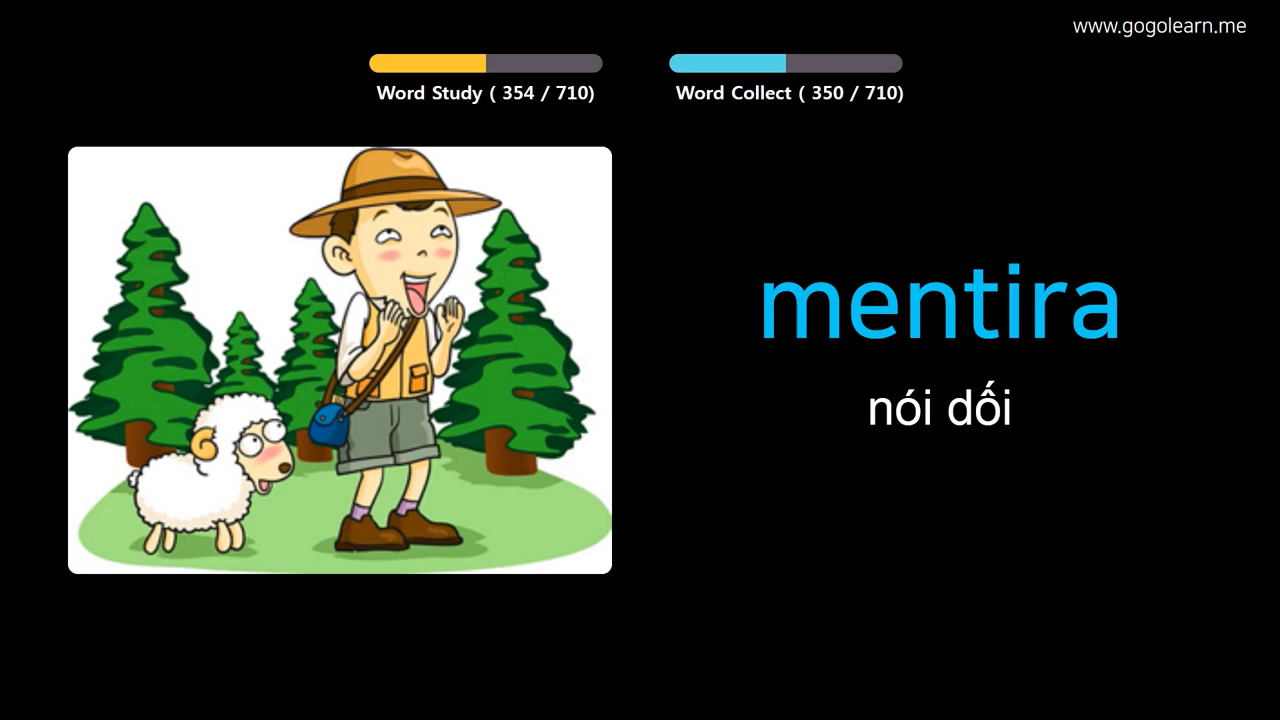 www.gogolearn.me
Word Study ( 354 / 710)
Word Collect ( 350 / 710)
mentira
nói dối